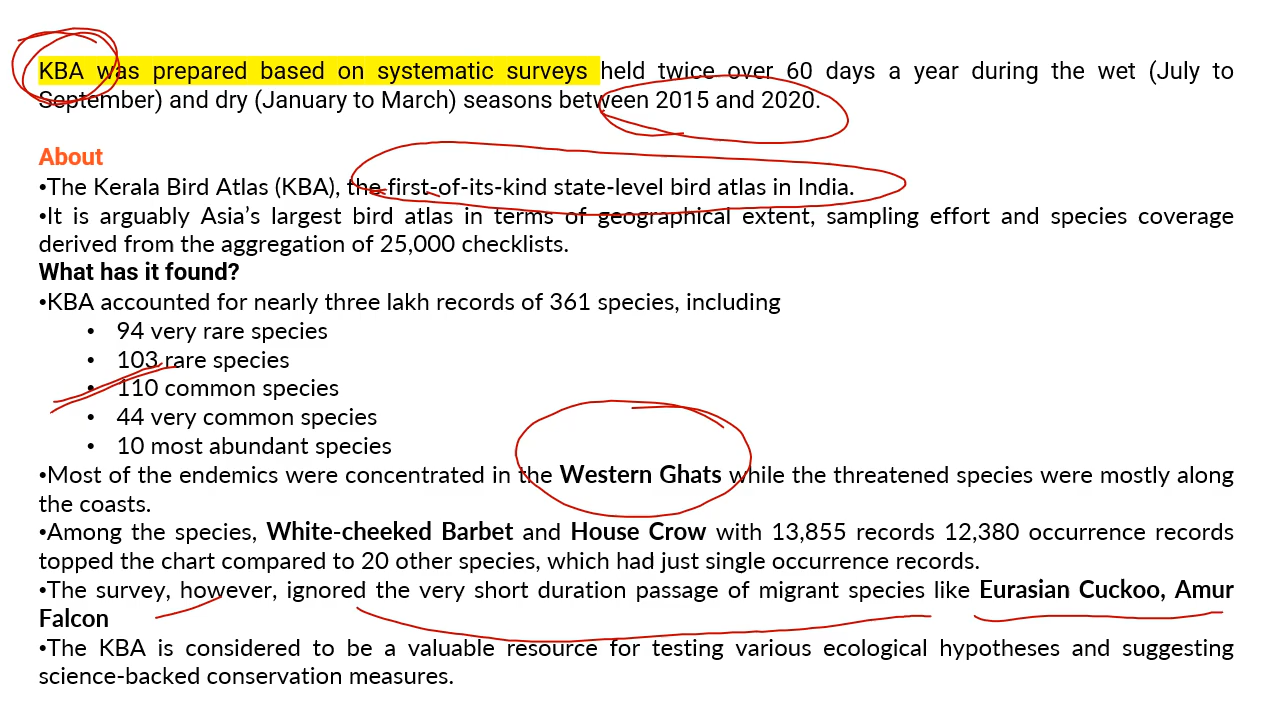 KBA was prepared based on systematic surveys held twice over 60 days a year during the wet (July to
September) and dry (January to March) seasons between 2015 and 2020.
About
•The Kerala Bird Atlas (KBA), the first-of-its-kind state-level bird atlas in India.
•It is arguably Asia’s largest bird atlas in terms of geographical extent, sampling effort and species coverage
derived from the aggregation of 25,000 checklists.
What has it found?
•KBA accounted for nearly three lakh records of 361 species, including
• 94 very rare species
• 103 rare species
• 110 common species
• 44 very common species
• 10 most abundant species
•Most of the endemics were concentrated in the Western Ghats while the threatened species were mostly along
the coasts.
•Among the species, White-cheeked Barbet and House Crow with 13,855 records 12,380 occurrence records
topped the chart compared to 20 other species, which had just single occurrence records.
•The survey, however, ignored the very short duration passage of migrant species like Eurasian Cuckoo, Amur
Falcon
•The KBA is considered to be a valuable resource for testing various ecological hypotheses and suggesting
science-backed conservation measures.